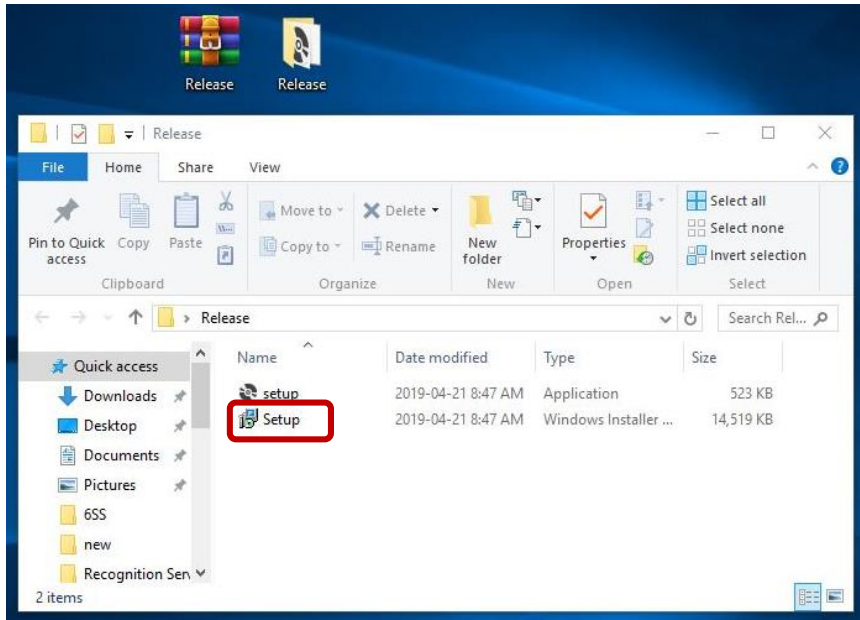 Release Release
Release
File Home Share View
Pin to Quick access
Copy
Paste
Move to
Copy to
Delete
Rename
New folder
Properties
Select all
Select none
Invert selection
Clipboard Organize New Open Select
Release
Search Rel...
Quick access
Downloads
Desktop
Documents
Pictures
6SS
new
Recognition Ser
Name Date modified Type Size
setup 2019-04-21 8:47 AM Application 523 KB
Setup 2019-04-21 8:47 AM Windows Installer ... 14,519 KB
2 items